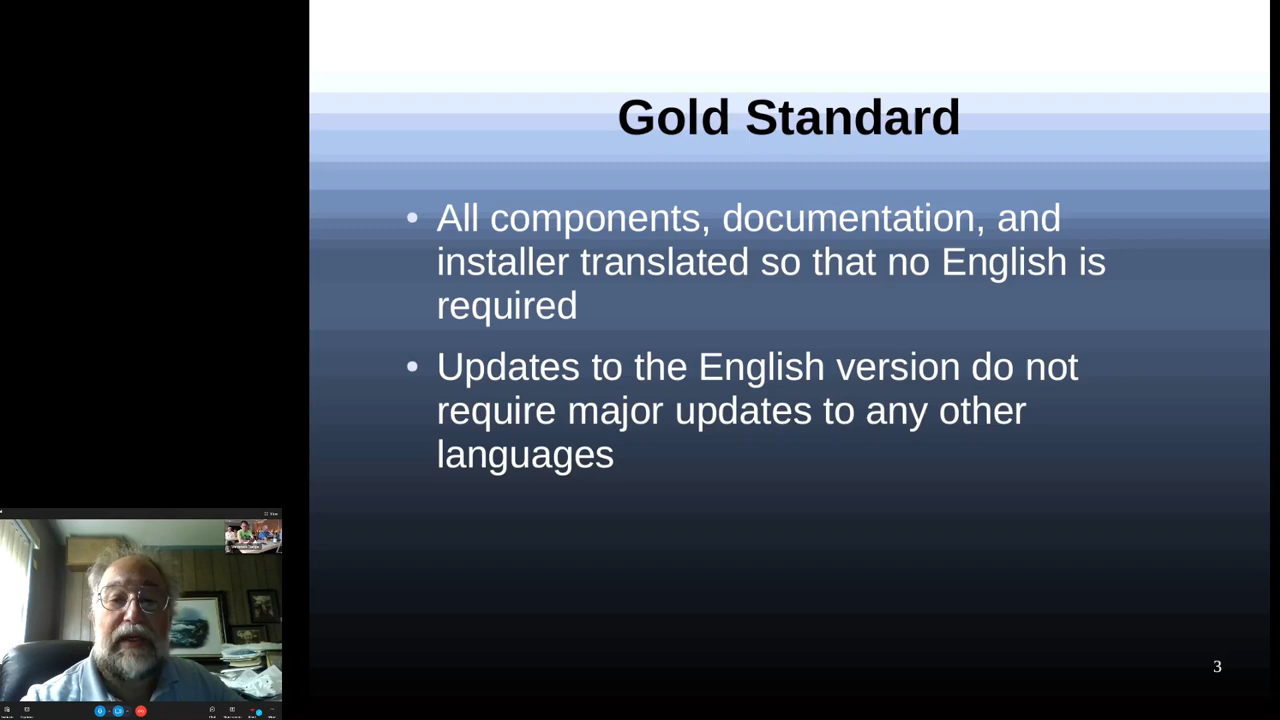 Gold Standard
• All components, documentation, and
installer translated so that no English is
required
• Updates to the English version do not
require major updates to any other
languages
3
View